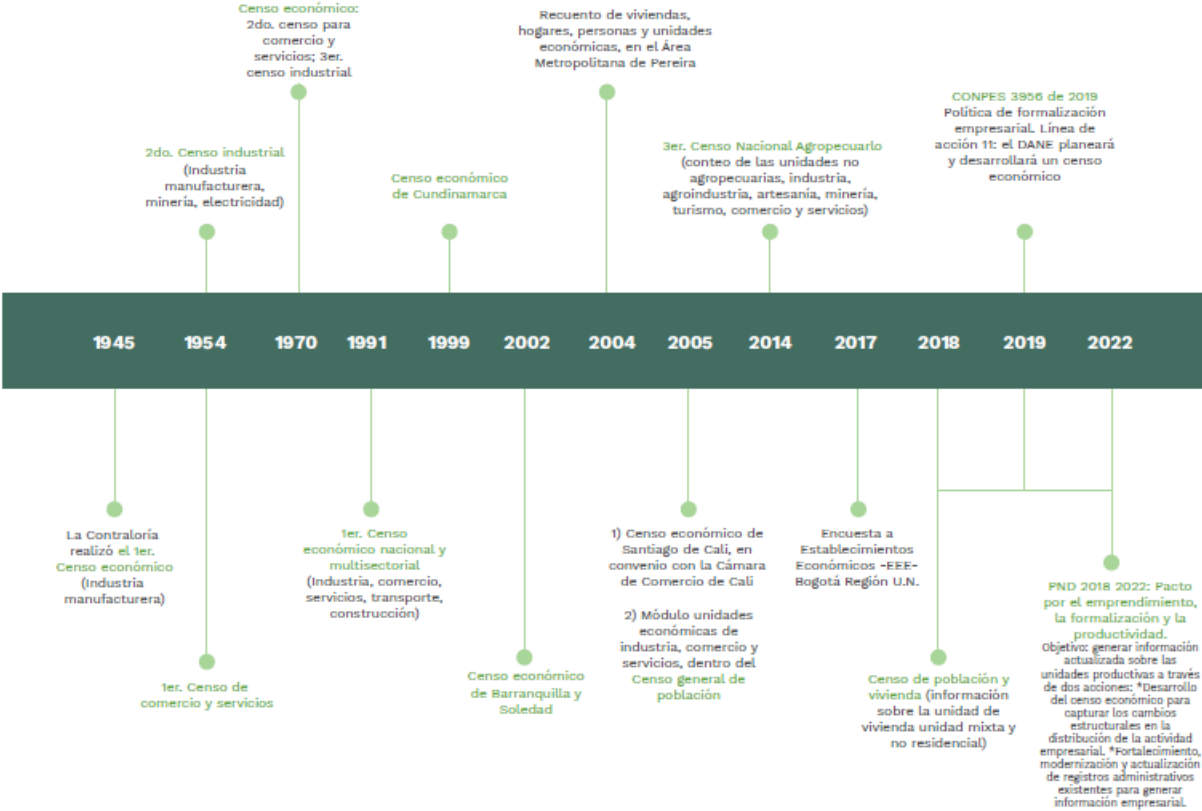 Censo económico:
2do. censo para
comercio y
servicios; 3er.
censo industrial
Recuento de viviendas,
hogares, personas y unidades
económicas, en el Área
Metropolitana de Pereira
CONPES 3956 de 2019
Política de formalización
empresarial. Línea de
acción 11: el DANE planeará
y desarrollará un censo
económico
2do. Censo industrial
(Industria
manufacturera,
minería, electricidad)
Censo económico
de Cundinamarca
3er. Censo Nacional Agropecuarlo
(conteo de las unidades no
agropecuarias, industria,
agroindustria, artesanía, minería,
turismo, comercio y servicios)
1945 1954 1970 1991 1999 2002 2004 2005 2014 2017 2018 2019 2022
La Contraloría
realizó el 1er.
Censo económico
(Industria
manufacturera)
1er. Censo de
comercio y servicios
1er. Censo
económico nacional y
multisectorial
(Industria, comercio,
servicios, transporte,
construcción)
Censo económico
de Barranquilla y
Soledad
1) Censo económico de
Santiago de Cali, en
convenio con la Cámara
de Comercio de Cali
2) Módulo unidades
económicas de
industria, comercio y
servicios, dentro del
Censo general de
población
Encuesta a
Establecimientos
Económicos -EEE-
Bogotá Región U.N.
Censo de población y
vivienda (información
sobre la unidad de
vivienda unidad mixta y
no residencial)
PND 2018 2022: Pacto
por el emprendimiento,
la formalización y la
productividad.
Objetivo: generar información
actualizada sobre las
unidades productivas a través
de dos acciones: *Desarrollo
del censo económico para
capturar los cambios
estructurales en la
distribución de la actividad
empresarial. *Fortalecimiento,
modernización y actualización
de registros administrativos
existentes para generar
información empresarial.